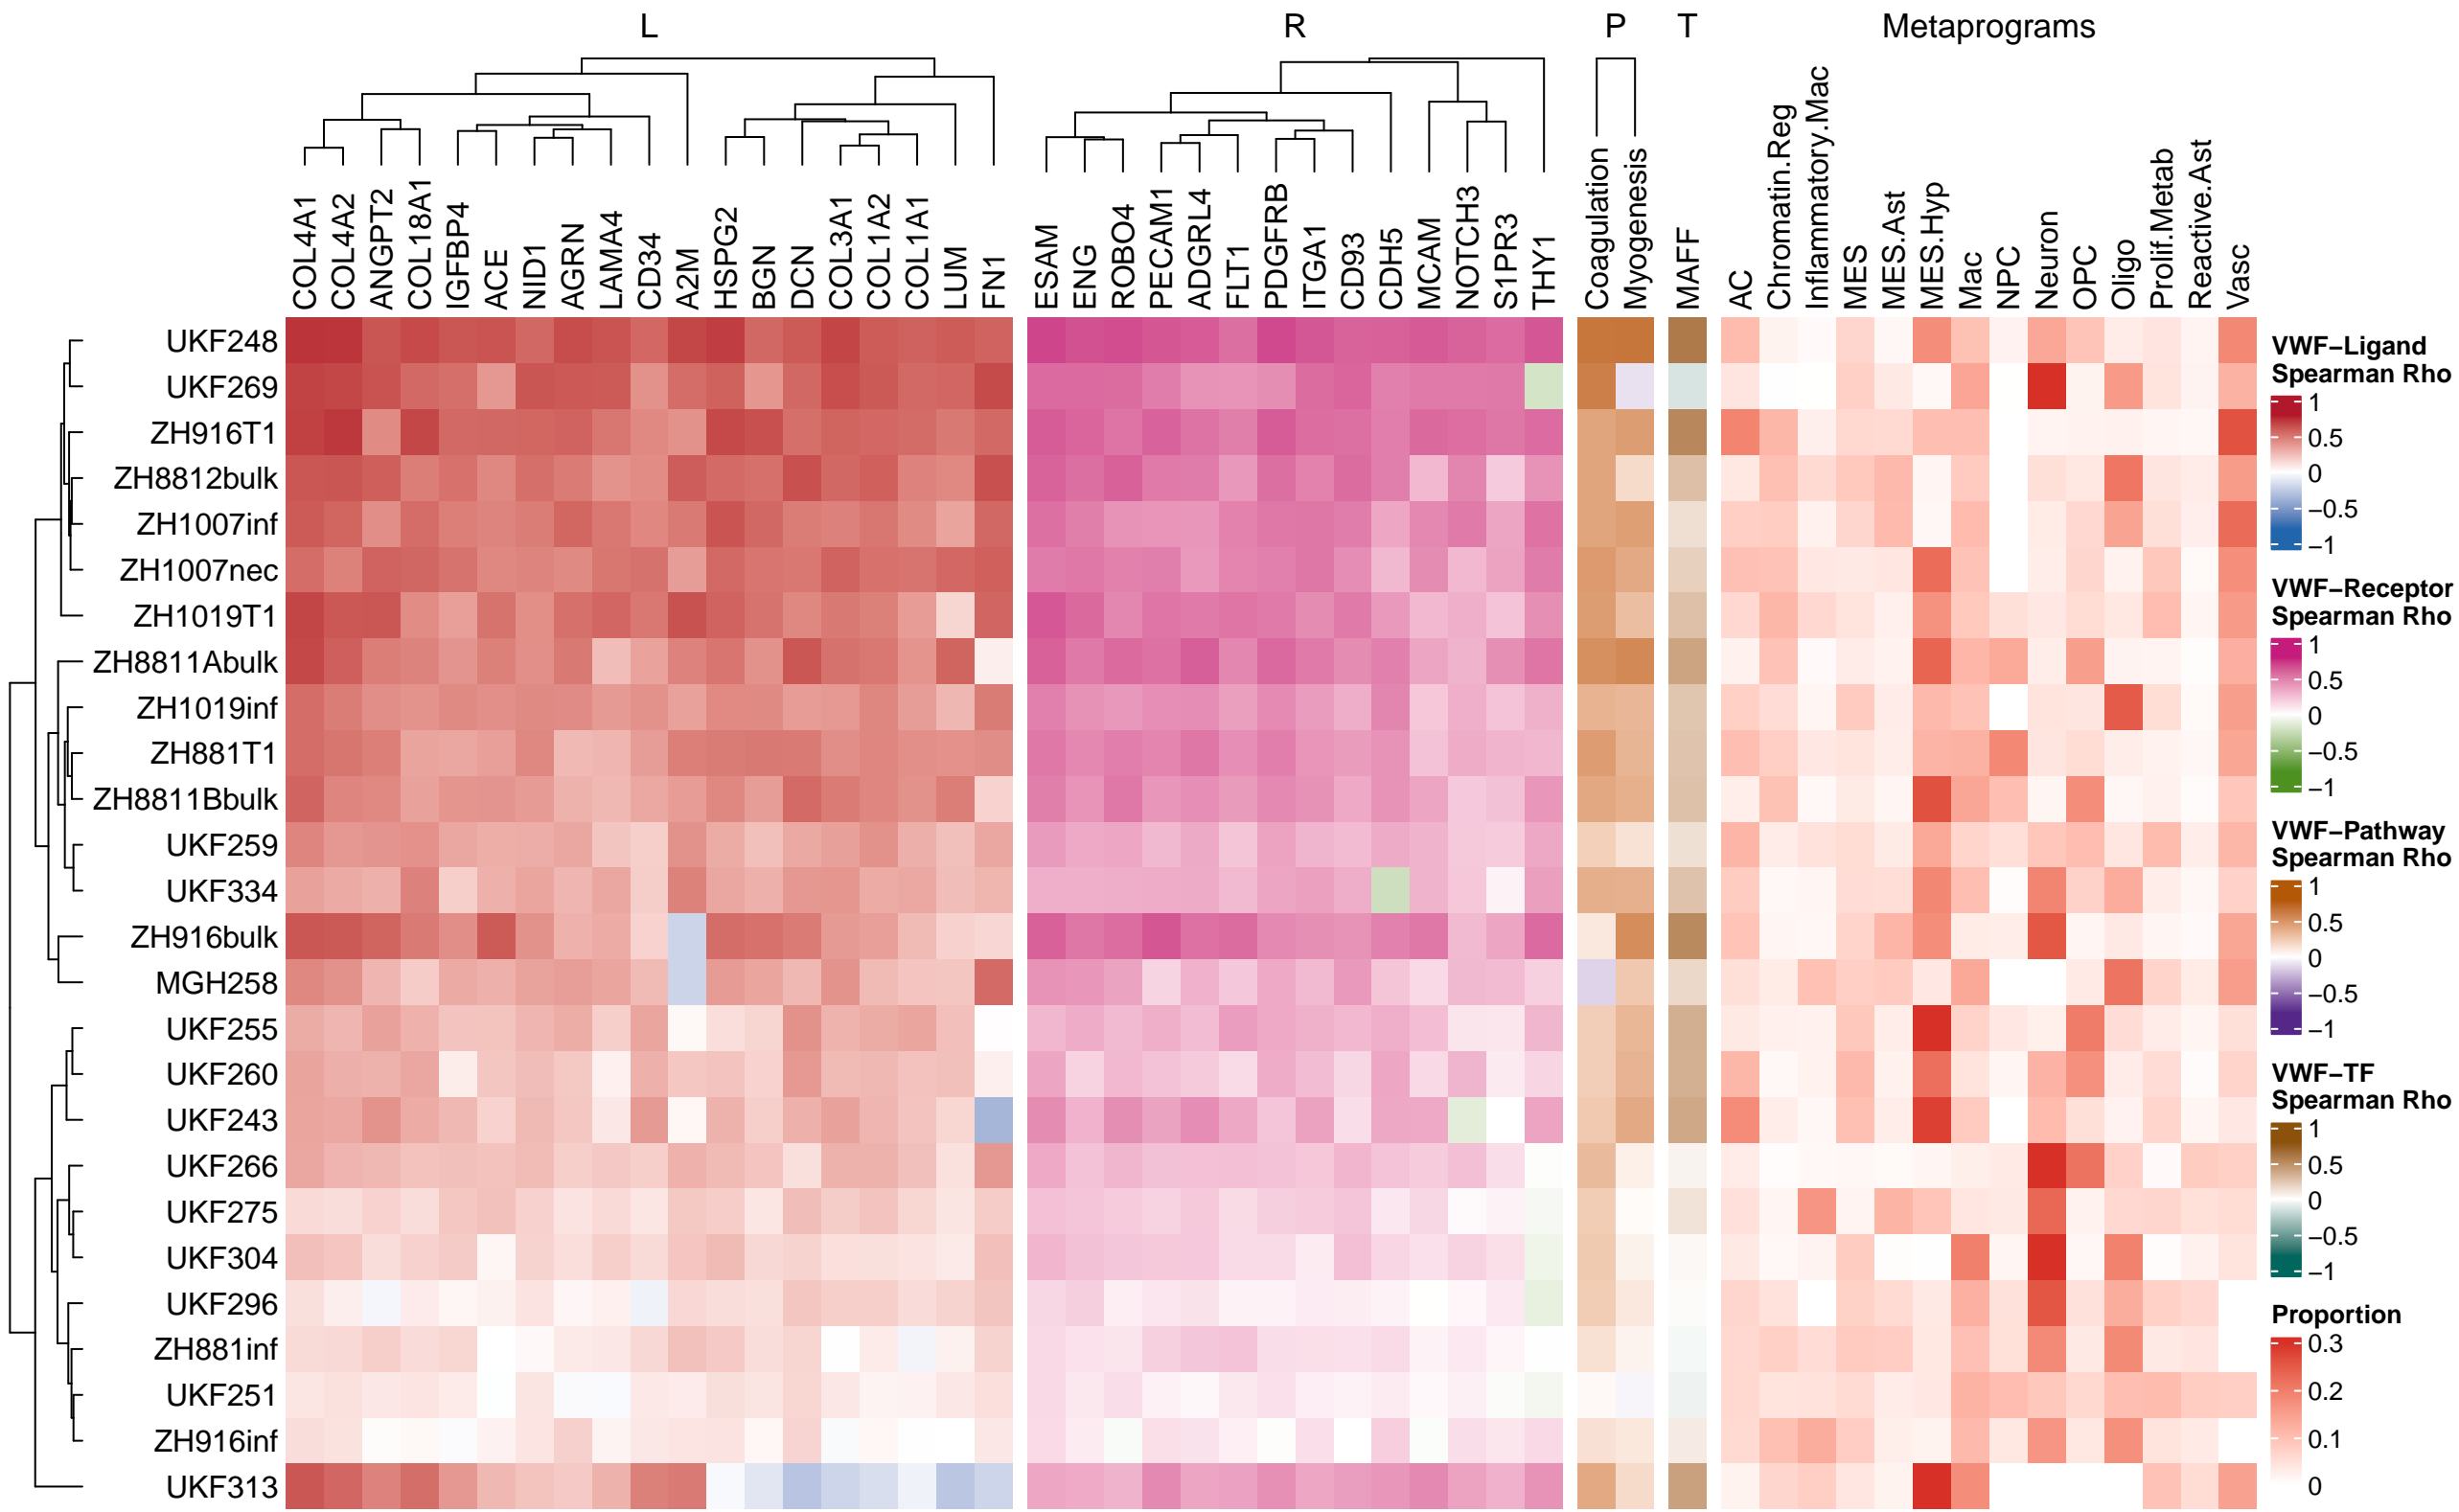 L R P T Metaprograms
COL4A1 COL4A2 ANGPT2 COL18A1 IGFBP4 ACE NID1 AGRN LAMA4 CD34 A2M HSPG2 BGN DCN COL3A1 COL1A2 COL1A1 LUM FN1
ESAM ENG ROBO4 PECAM1 ADGRL4 FLT1 PDGFRB ITGA1 CD93 CDH5 MCAM NOTCH3 S1PR3 THY1
Coagulation Myogenesis
MAFF
AC Chromatin.Reg Inflammatory.Mac MES MES.Ast MES.Hyp Mac NPC Neuron OPC Oligo Prolif.Metab Reactive.Ast Vasc
UKF248
UKF269
ZH916T1
ZH8812bulk
ZH1007inf
ZH1007nec
ZH1019T1
ZH8811Abulk
ZH1019inf
ZH881T1
ZH8811Bbulk
UKF259
UKF334
ZH916bulk
MGH258
UKF255
UKF260
UKF243
UKF266
UKF275
UKF304
UKF296
ZH881inf
UKF251
ZH916inf
UKF313
VWF−Ligand
Spearman Rho
1
0.5
0
−0.5
−1
VWF−Receptor
Spearman Rho
1
0.5
0
−0.5
−1
VWF−Pathway
Spearman Rho
1
0.5
0
−0.5
−1
VWF−TF
Spearman Rho
1
0.5
0
−0.5
−1
Proportion
0.3
0.2
0.1
0